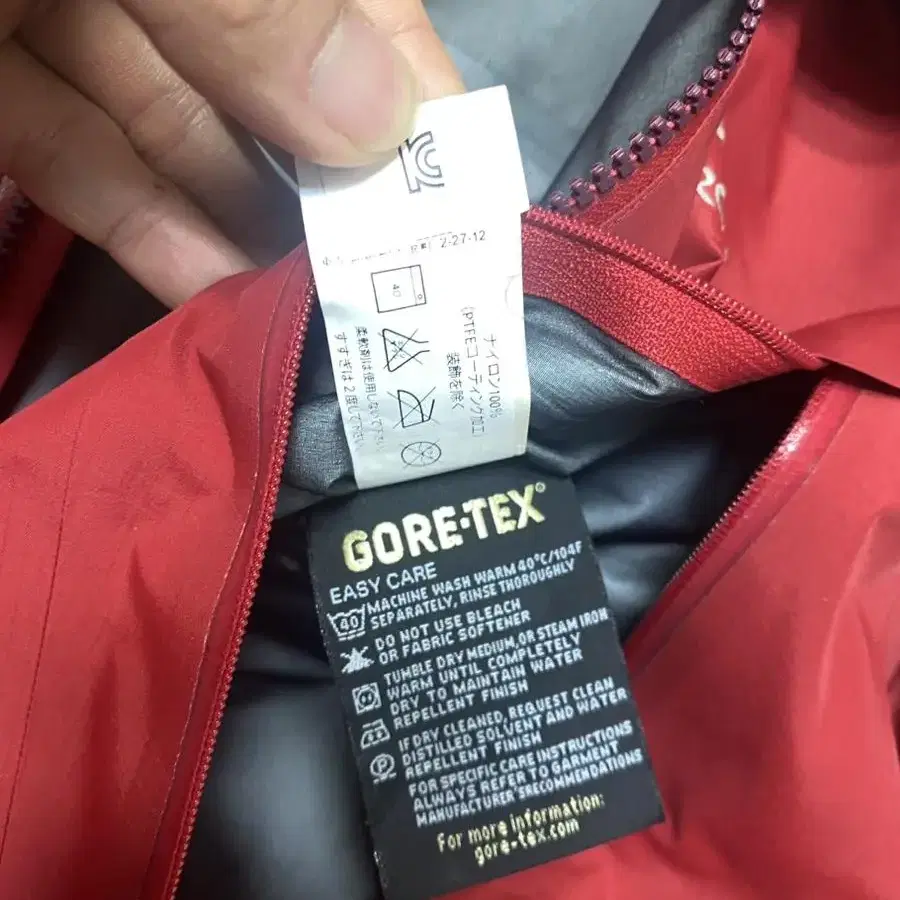 2-27-12
40
ナイロン100%
(PTFEコーティング加工)
装飾を除く
柔軟剤は使用しないで下さい
すすぎは2度して下さい
GORE-TEX®
EASY CARE
40
MACHINE WASH WARM 40°C/104F
SEPARATELY, RINSE THOROUGHLY
DO NOT USE BLEACH
OR FABRIC SOFTENER
TUMBLE DRY MEDIUM, OR STEAM IRON
WARM UNTIL COMPLETELY
DRY TO MAINTAIN WATER
REPELLENT FINISH
P
IF DRY CLEANED, REQUEST CLEAN
DISTILLED SOLVENT AND WATER
REPELLENT FINISH
FOR SPECIFIC CARE INSTRUCTIONS
ALWAYS REFER TO GARMENT
MANUFACTURER'S RECOMMENDATIONS
For more information:
gore-tex.com